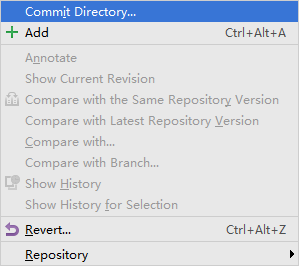 Commit Directory...
Add Ctrl+Alt+A
Annotate
Show Current Revision
Compare with the Same Repository Version
Compare with Latest Repository Version
Compare with...
Compare with Branch...
Show History
Show History for Selection
Revert... Ctrl+Alt+Z
Repository